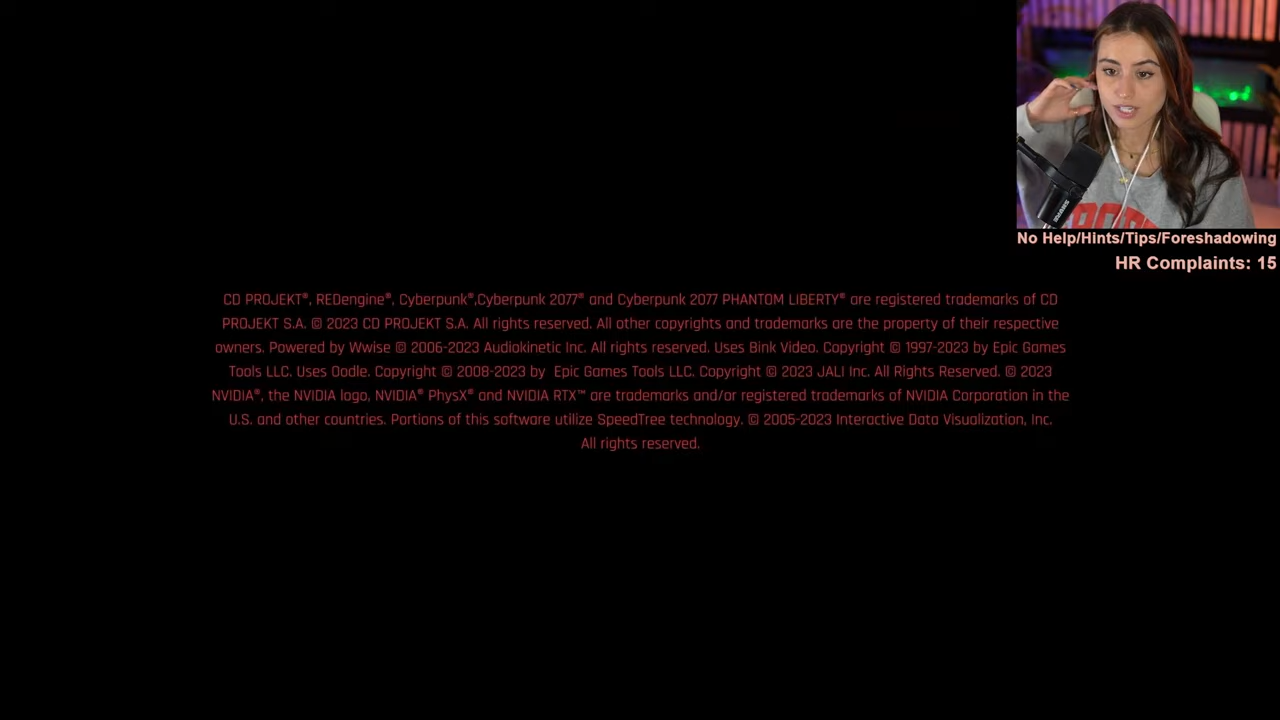 No Help/Hints/Tips/Foreshadowing
HR Complaints: 15
CD PROJEKT®, REDengine®, Cyberpunk®,Cyberpunk 2077® and Cyberpunk 2077 PHANTOM LIBERTY® are registered trademarks of CD
PROJEKT S.A. © 2023 CD PROJEKT S.A. All rights reserved. All other copyrights and trademarks are the property of their respective
owners. Powered by Wwise © 2006-2023 Audiokinetic Inc. All rights reserved. Uses Bink Video. Copyright © 1997-2023 by Epic Games
Tools LLC. Uses Oodle. Copyright © 2008-2023 by Epic Games Tools LLC. Copyright © 2023 JALI Inc. All Rights Reserved. © 2023
NVIDIA®, the NVIDIA logo, NVIDIA® PhysX® and NVIDIA RTX™ are trademarks and/or registered trademarks of NVIDIA Corporation in the
U.S. and other countries. Portions of this software utilize SpeedTree technology. © 2005-2023 Interactive Data Visualization, Inc.
All rights reserved.